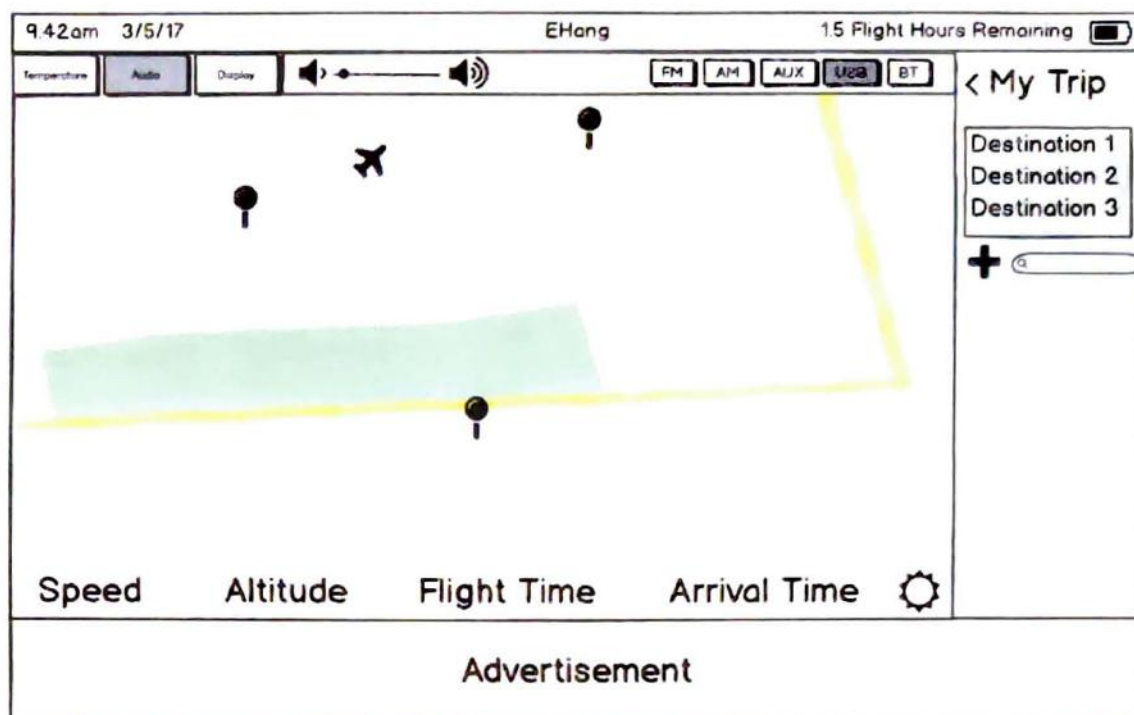 9.42am 3/5/17 EHang 1.5 Flight Hours Remaining
Temperature Audio Display FM AM AUX USB BT
< My Trip
Destination 1
Destination 2
Destination 3
Speed Altitude Flight Time Arrival Time
Advertisement